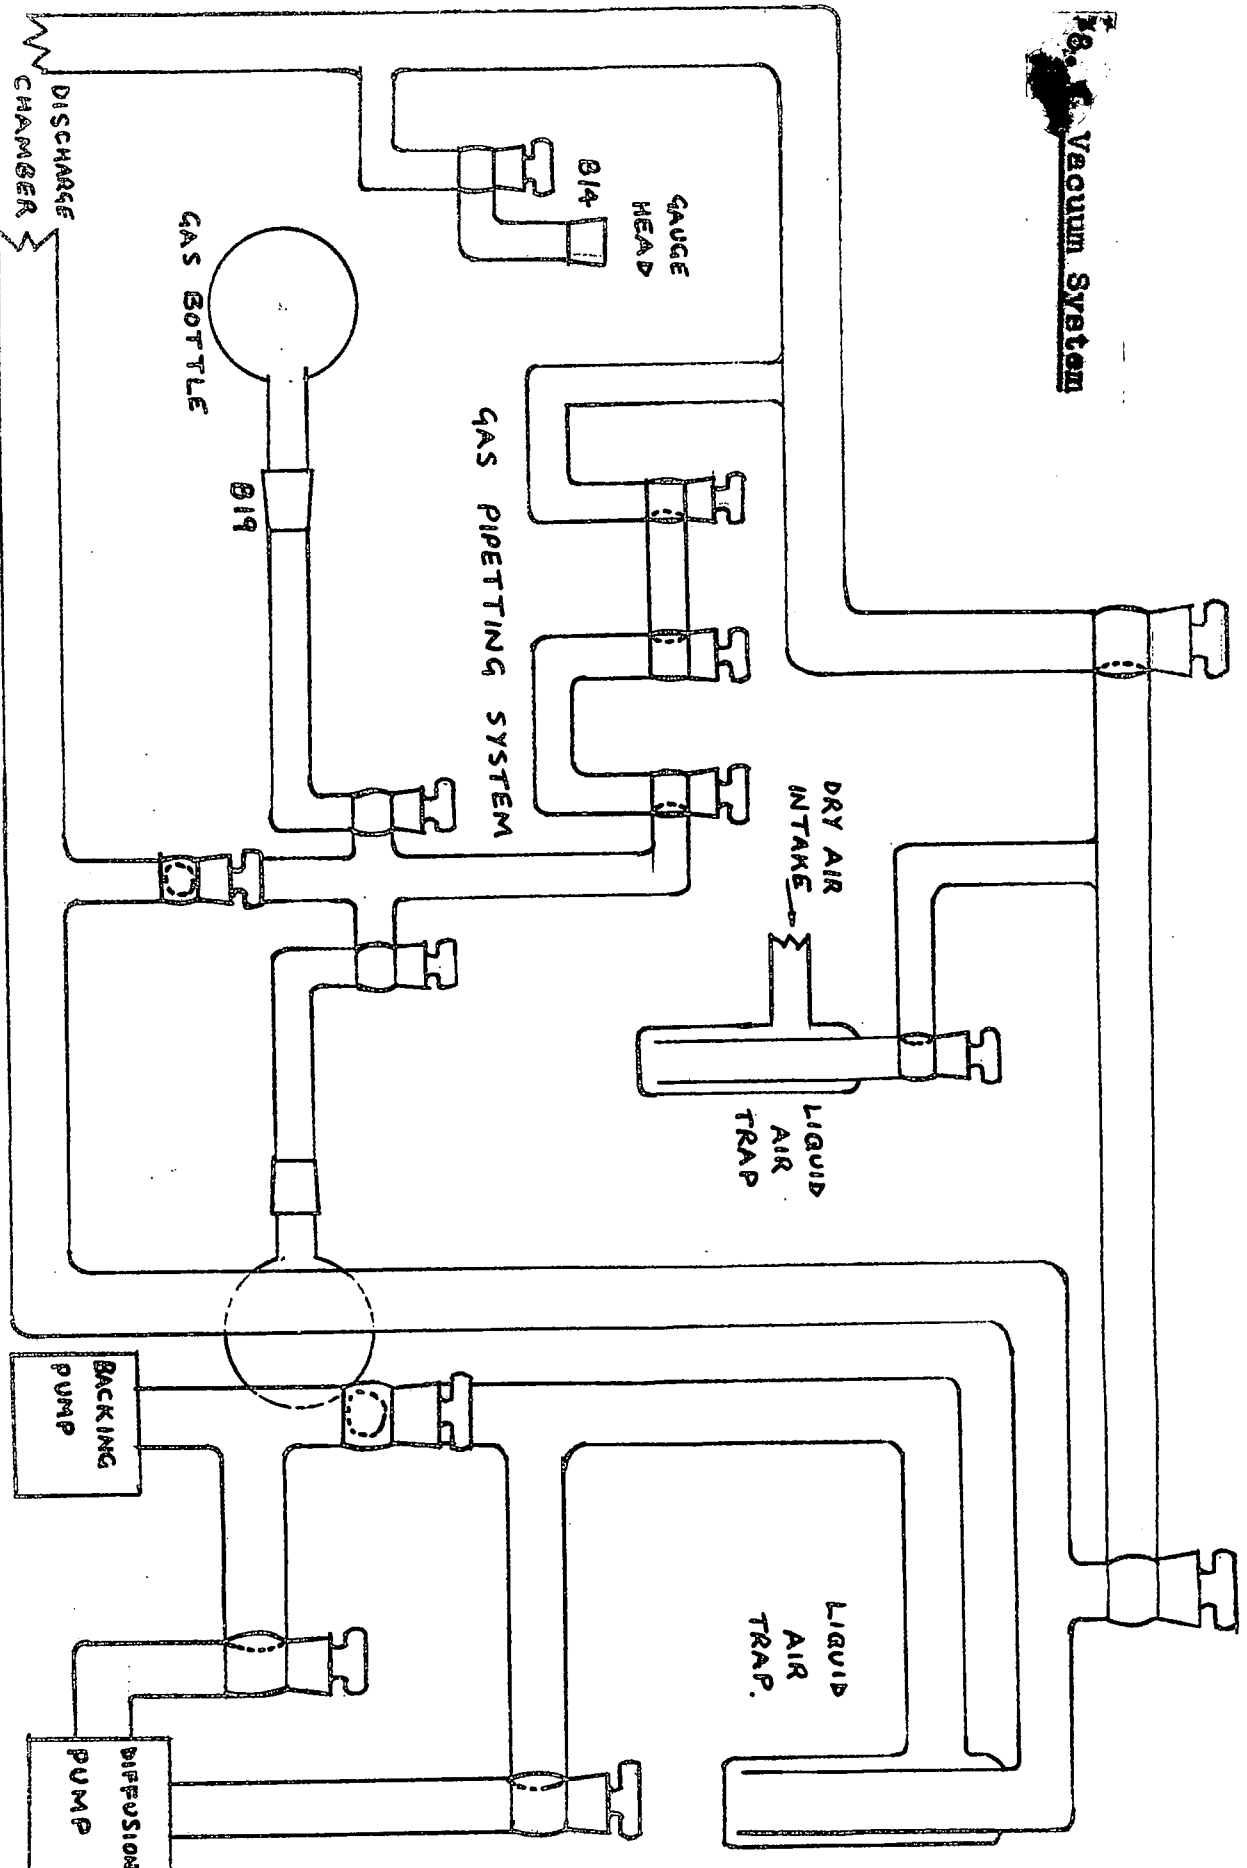 8. Vacuum System
DRY AIR
INTAKE
LIQUID
AIR
TRAP
LIQUID
AIR
TRAP.
GAUGE
HEAD
B14
GAS PIPETTING SYSTEM
B19
GAS BOTTLE
DISCHARGE
CHAMBER
BACKING
PUMP
DIFFUSION
PUMP